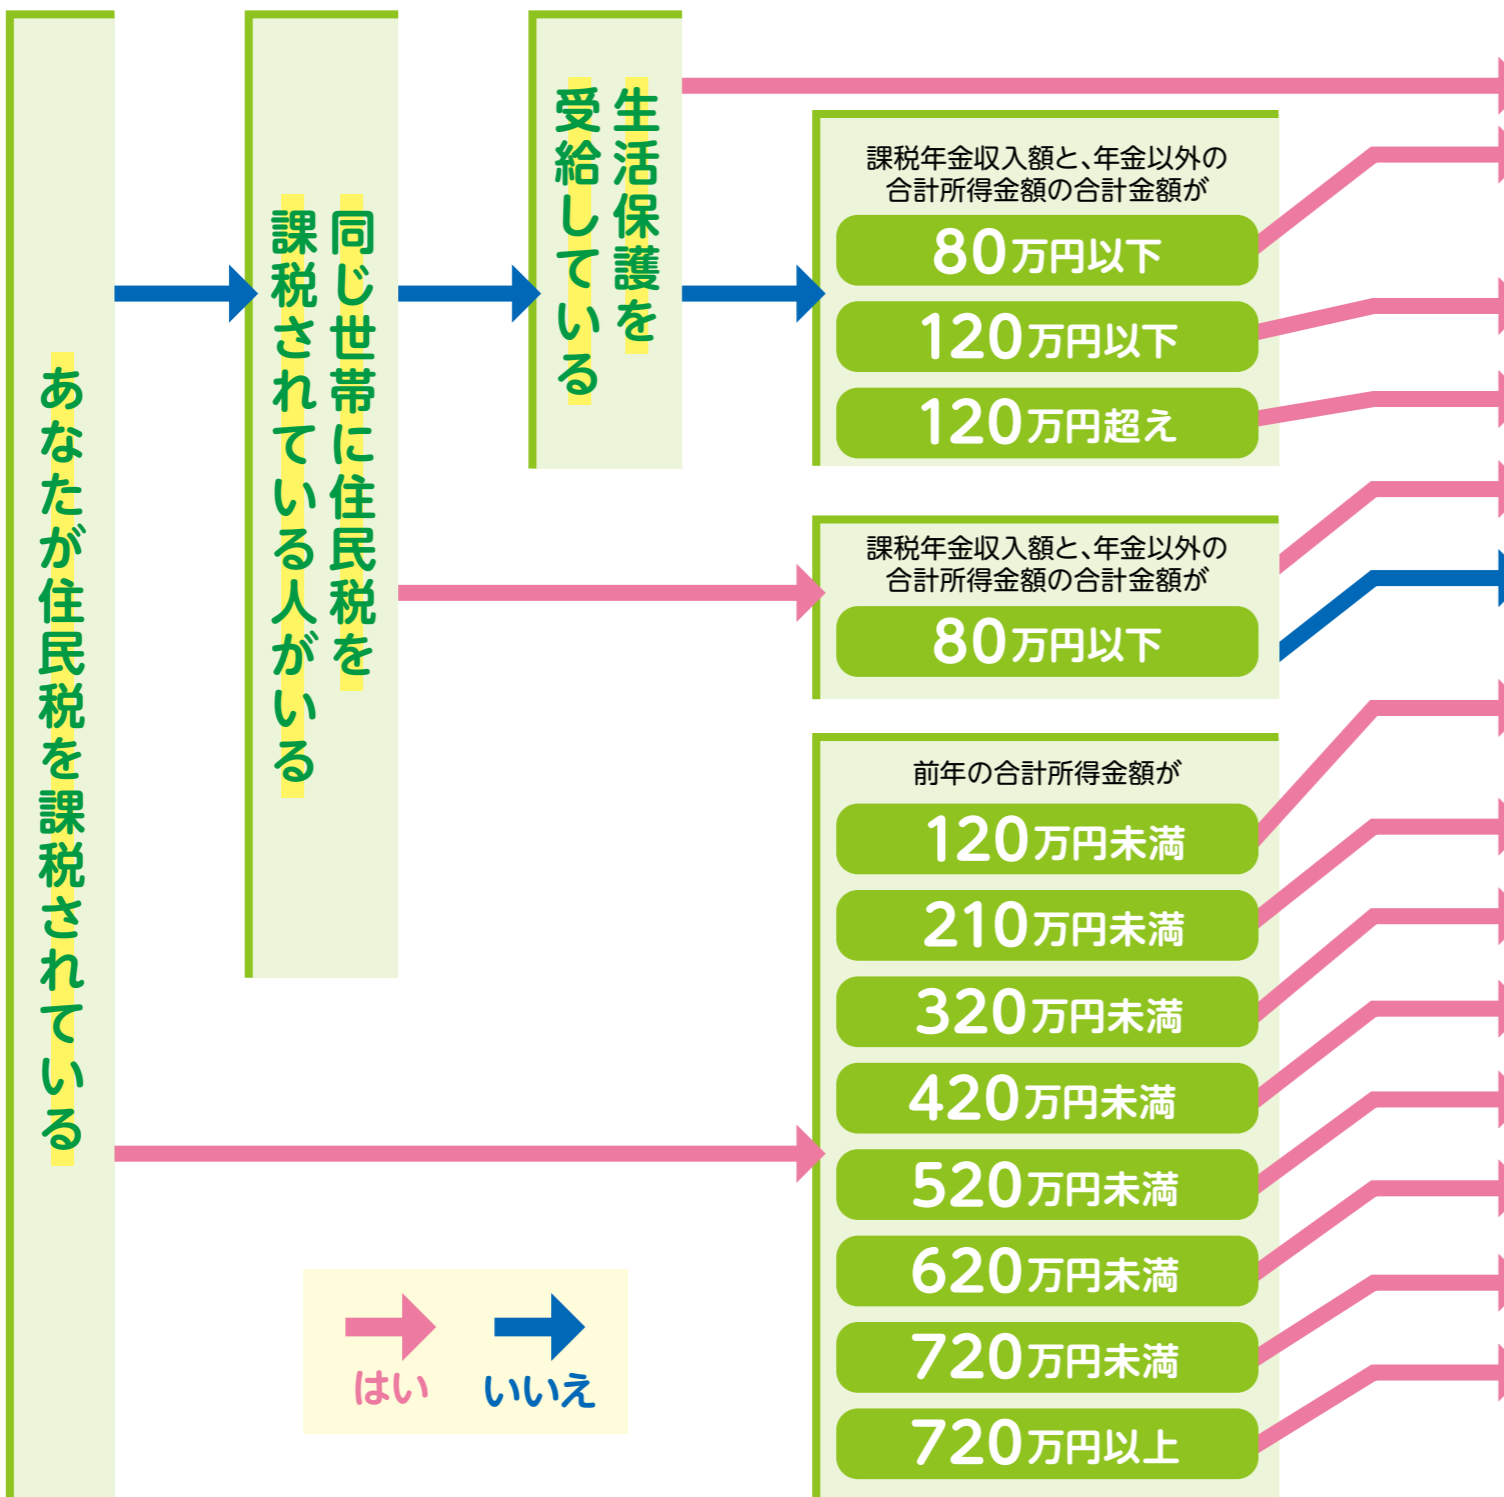 あなたが住民税を課税されている
同じ世帯に住民税を
課税されている人がいる
生活保護を
受給している
課税年金収入額と、年金以外の
合計所得金額の合計金額が
80万円以下
120万円以下
120万円超え
課税年金収入額と、年金以外の
合計所得金額の合計金額が
80万円以下
前年の合計所得金額が
120万円未満
210万円未満
320万円未満
420万円未満
520万円未満
620万円未満
720万円未満
720万円以上
はい
いいえ